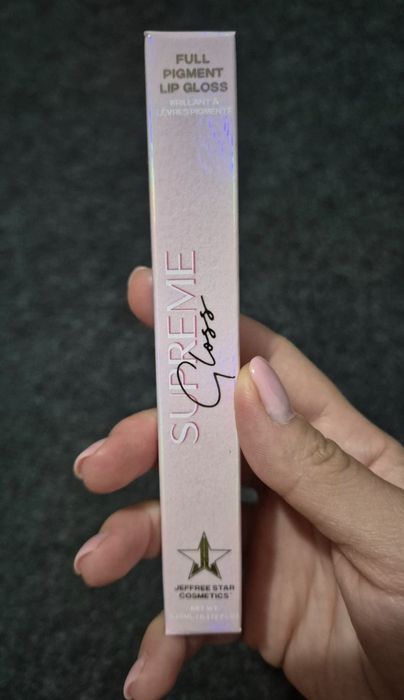 FULL
PIGMENT
LIP GLOSS
BRILLANT À
LÈVRES PIGMENTÉ
SUPREME
Gloss
JEFFREE STAR
COSMETICS
NET WT.